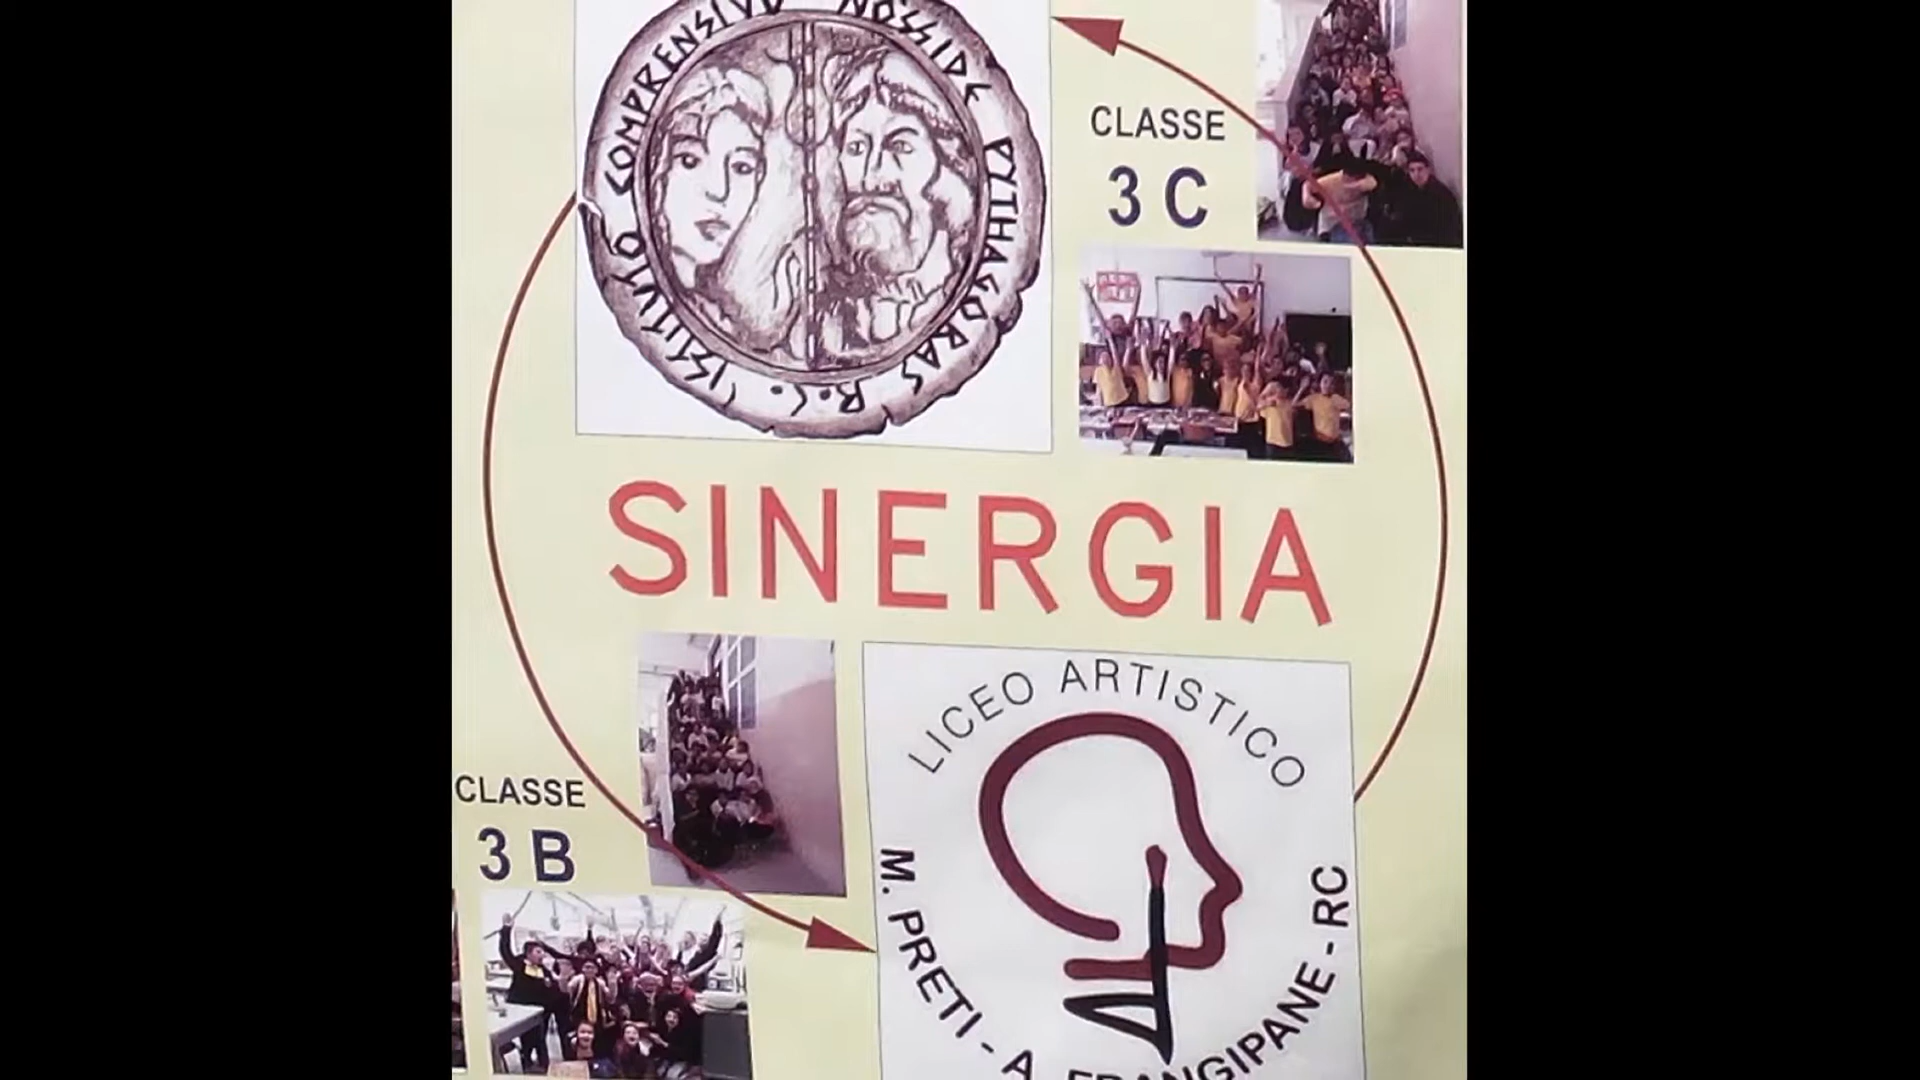 ISTITUTO COMPRENSIVO NOSSIDE PYTHAGORAS R.C.
CLASSE
3 C
SINERGIA
LICEO ARTISTICO
M. PRETI - A. FRANGIPANE - RC
CLASSE
3 B